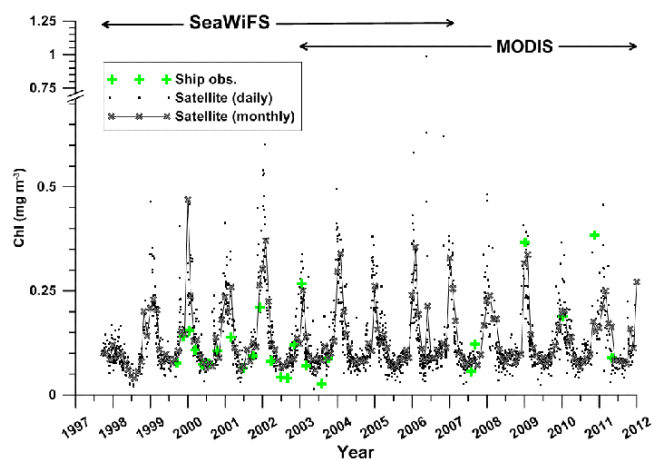 SeaWiFS
MODIS
Ship obs.
Satellite (daily)
Satellite (monthly)
1.25
1
0.75
0.5
0.25
0
Chl (mg m⁻³)
1997 1998 1999 2000 2001 2002 2003 2004 2005 2006 2007 2008 2009 2010 2011 2012
Year